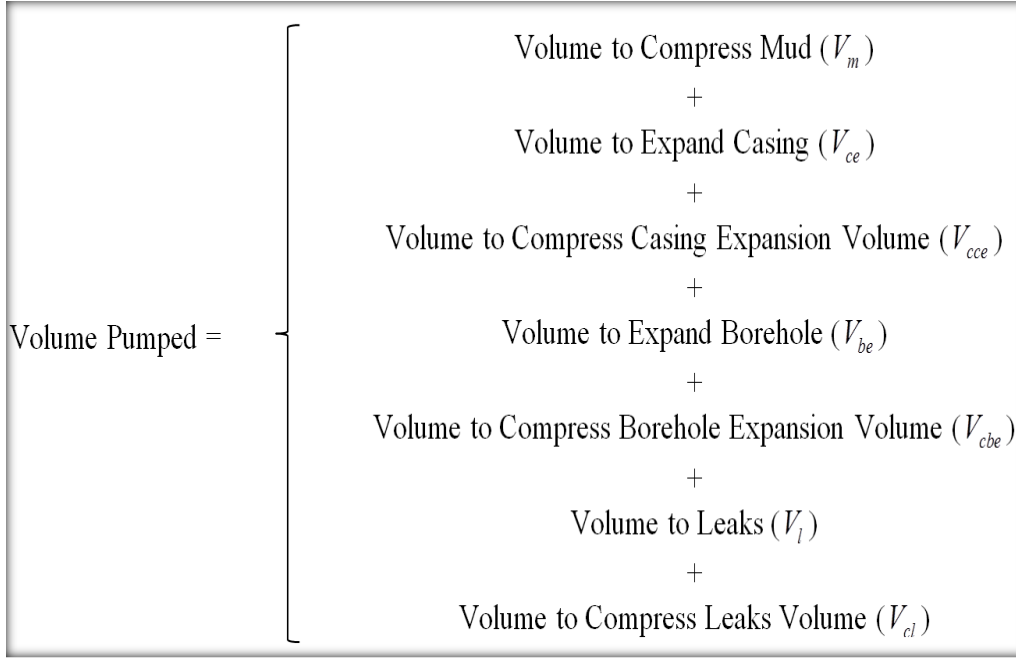 Volume to Compress Mud (V_m)
+
Volume to Expand Casing (V_ce)
+
Volume to Compress Casing Expansion Volume (V_cce)
+
Volume Pumped =
Volume to Expand Borehole (V_be)
+
Volume to Compress Borehole Expansion Volume (V_cbe)
+
Volume to Leaks (V_l)
+
Volume to Compress Leaks Volume (V_cl)